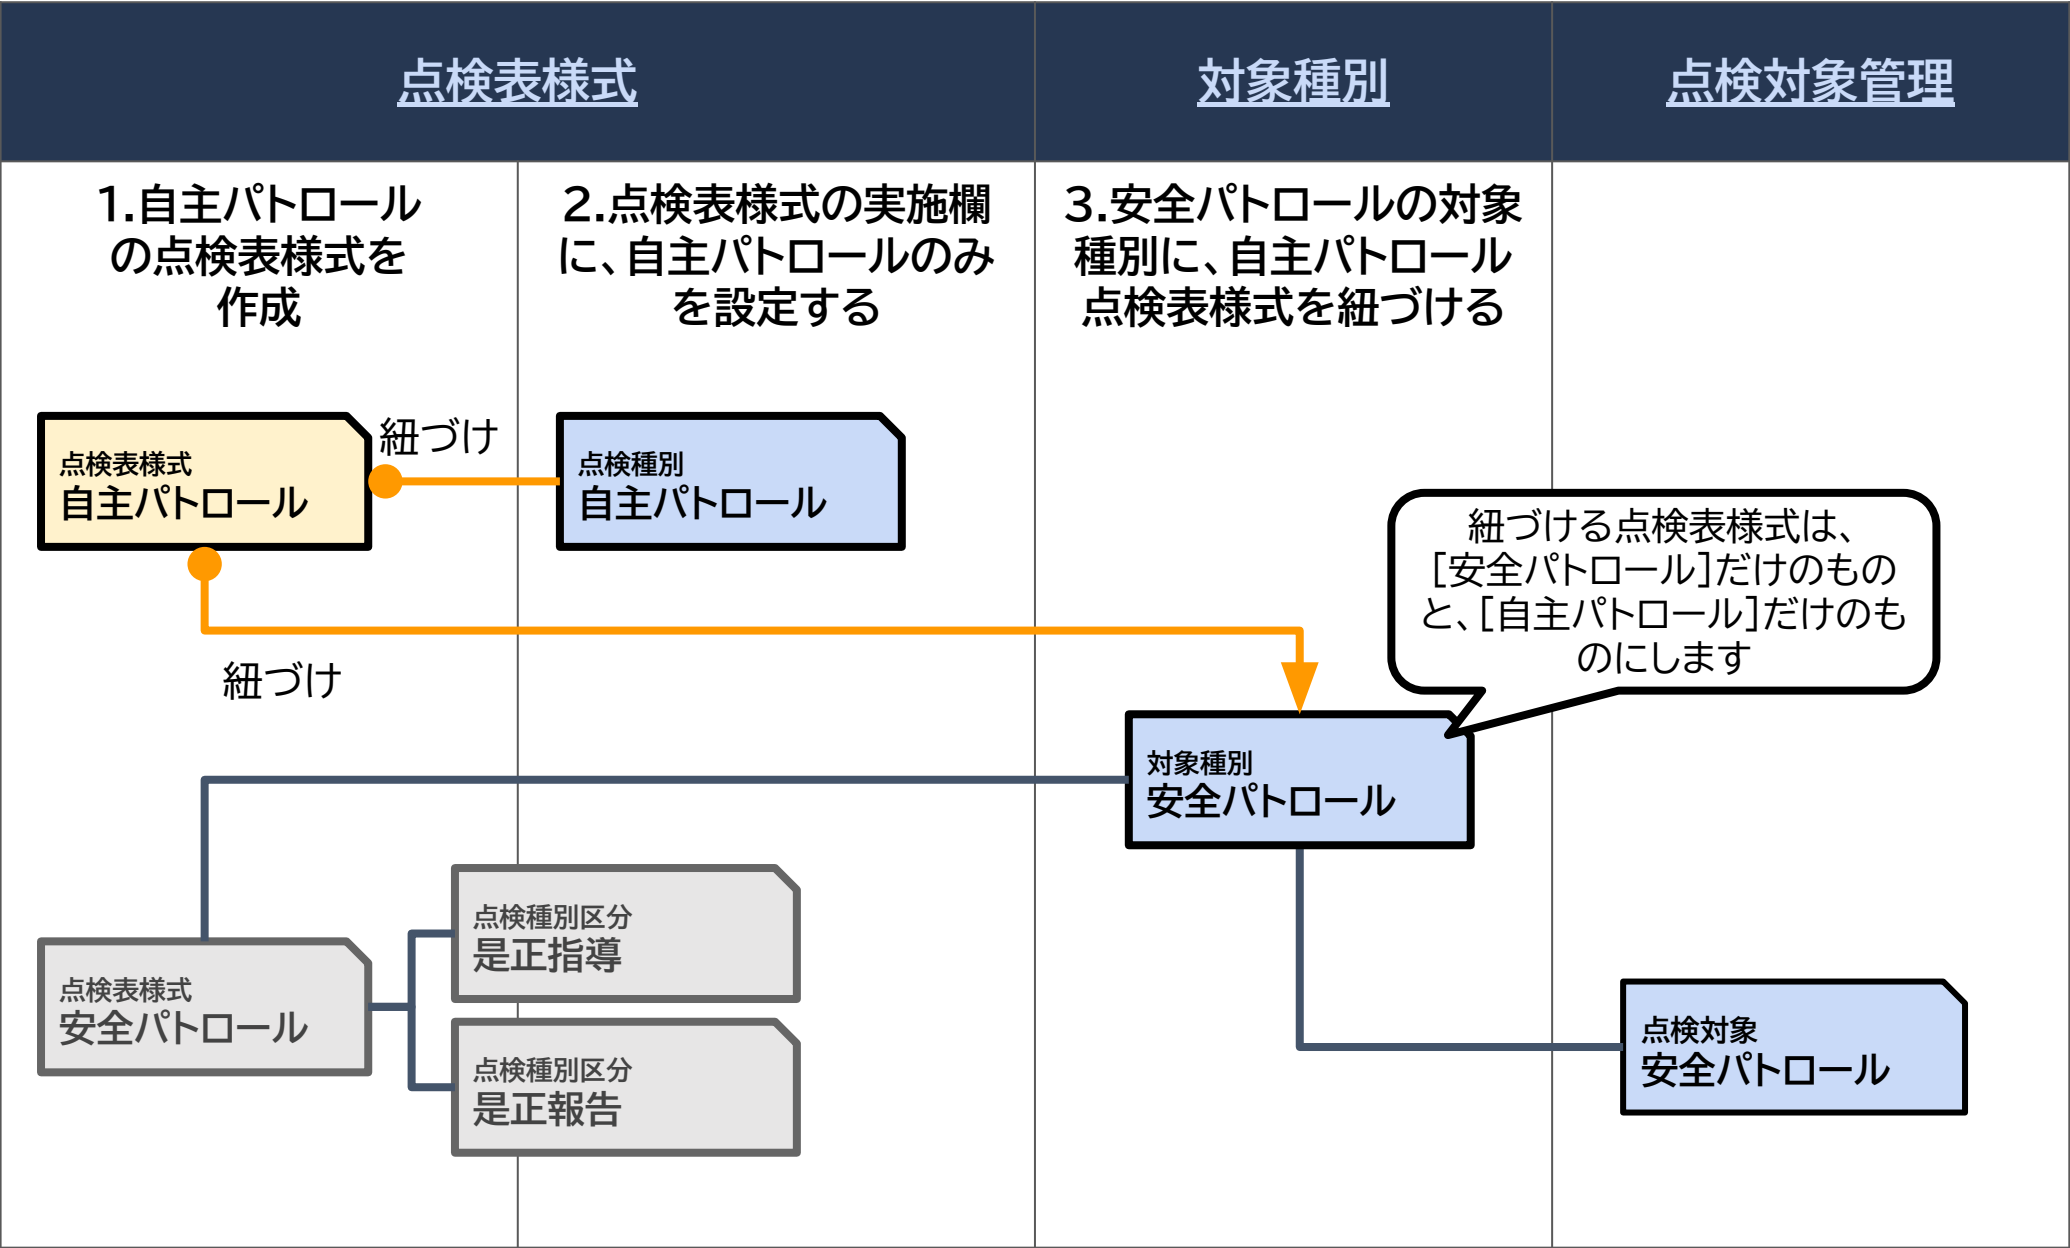 点検表様式
対象種別
点検対象管理
1.自主パトロール
の点検表様式を
作成
2.点検表様式の実施欄
に、自主パトロールのみ
を設定する
3.安全パトロールの対象
種別に、自主パトロール
点検表様式を紐づける
点検表様式
自主パトロール
紐づけ
点検種別
自主パトロール
紐づける点検表様式は、
[安全パトロール]だけのもの
と、[自主パトロール]だけのも
のにします
紐づけ
対象種別
安全パトロール
点検種別区分
是正指導
点検表様式
安全パトロール
点検種別区分
是正報告
点検対象
安全パトロール